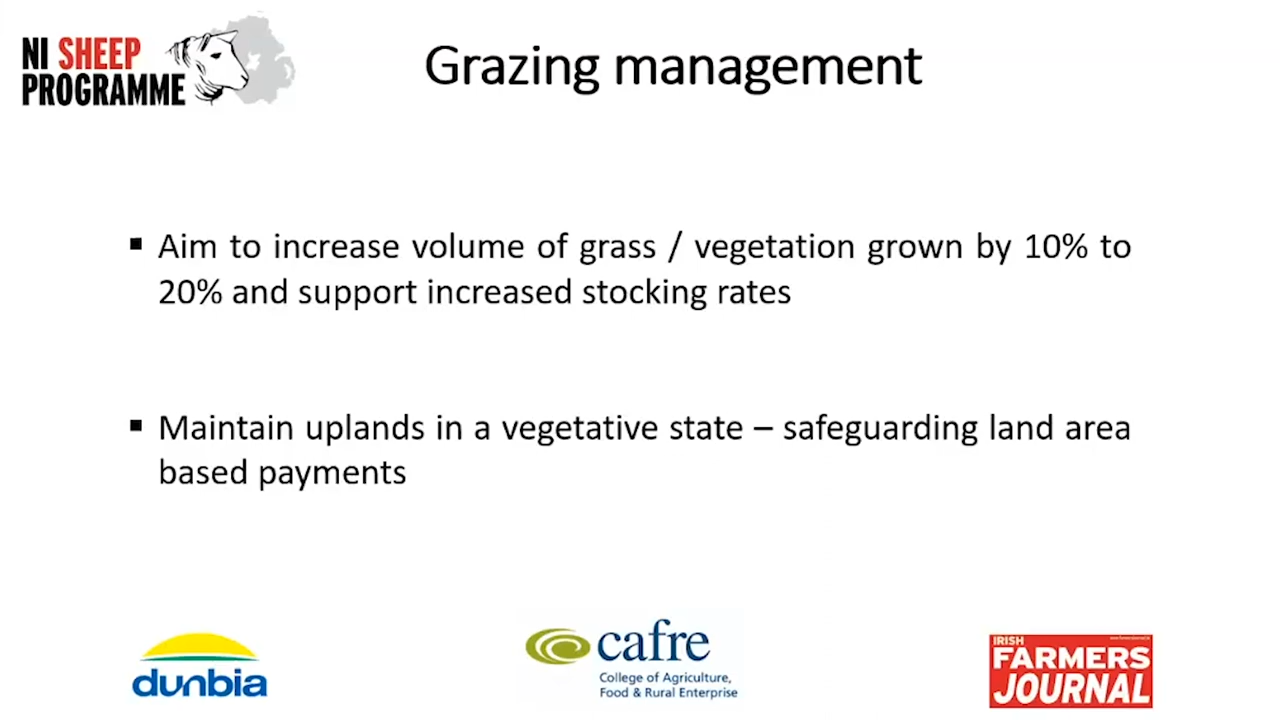 NI SHEEP
PROGRAMME
Grazing management
▪ Aim to increase volume of grass / vegetation grown by 10% to
20% and support increased stocking rates
▪ Maintain uplands in a vegetative state – safeguarding land area
based payments
dunbia
cafre
College of Agriculture,
Food & Rural Enterprise
IRISH
FARMERS
JOURNAL